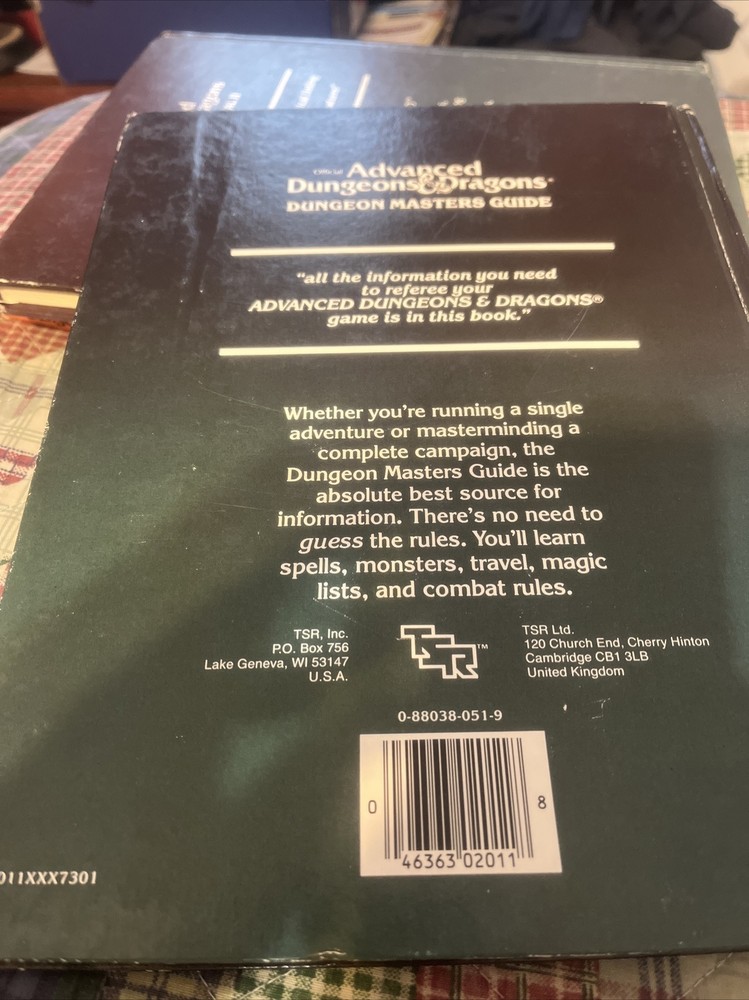 Official Advanced
Dungeons & Dragons®
DUNGEON MASTERS GUIDE
"all the information you need
to referee your
ADVANCED DUNGEONS & DRAGONS®
game is in this book."
Whether you're running a single
adventure or masterminding a
complete campaign, the
Dungeon Masters Guide is the
absolute best source for
information. There's no need to
guess the rules. You'll learn
spells, monsters, travel, magic
lists, and combat rules.
TSR, Inc.
P.O. Box 756
Lake Geneva, WI 53147
U.S.A.
TSR™
TSR Ltd.
120 Church End, Cherry Hinton
Cambridge CB1 3LB
United Kingdom
0-88038-051-9
0 46363 02011 8
011XXX7301